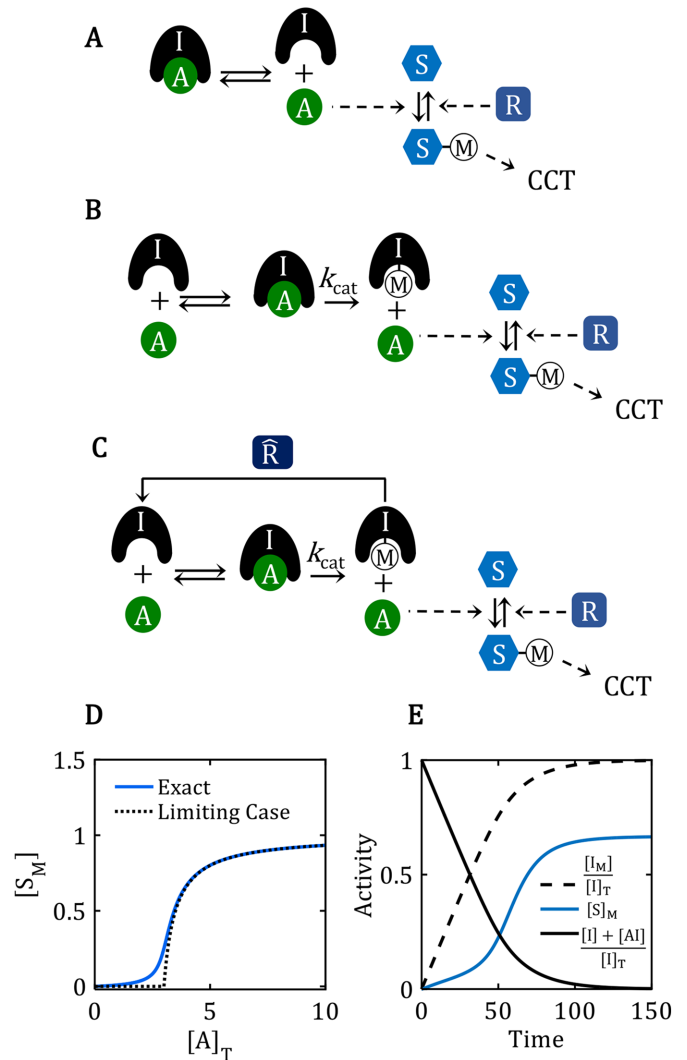 A
I
A
I
+
A
S
R
S
M
CCT
B
I
+
A
I
A
k_cat
I
M
+
A
S
R
S
M
CCT
C
R̂
I
+
A
I
A
k_cat
I
M
+
A
S
R
S
M
CCT
D
[S_M]
1.5
1
0.5
0
Exact
Limiting Case
0
5
10
[A]_T
E
Activity
1
0.5
0
[I_M]
[I]_T
[S]_M
[I] + [AI]
[I]_T
0
50
100
150
Time